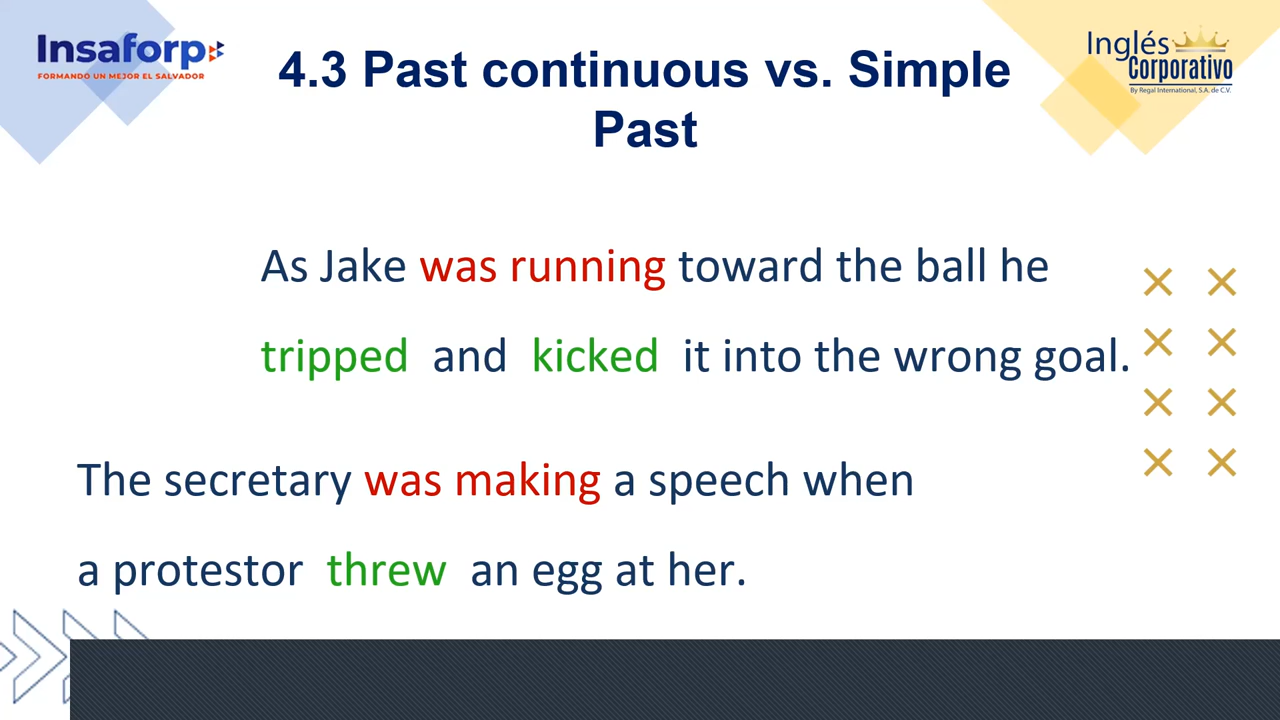 Insaforp
FORMANDO UN MEJOR EL SALVADOR
4.3 Past continuous vs. Simple
Past
Inglés
Corporativo
By Regal International, S.A. de C.V.
As Jake was running toward the ball he
tripped and kicked it into the wrong goal.
The secretary was making a speech when
a protestor threw an egg at her.